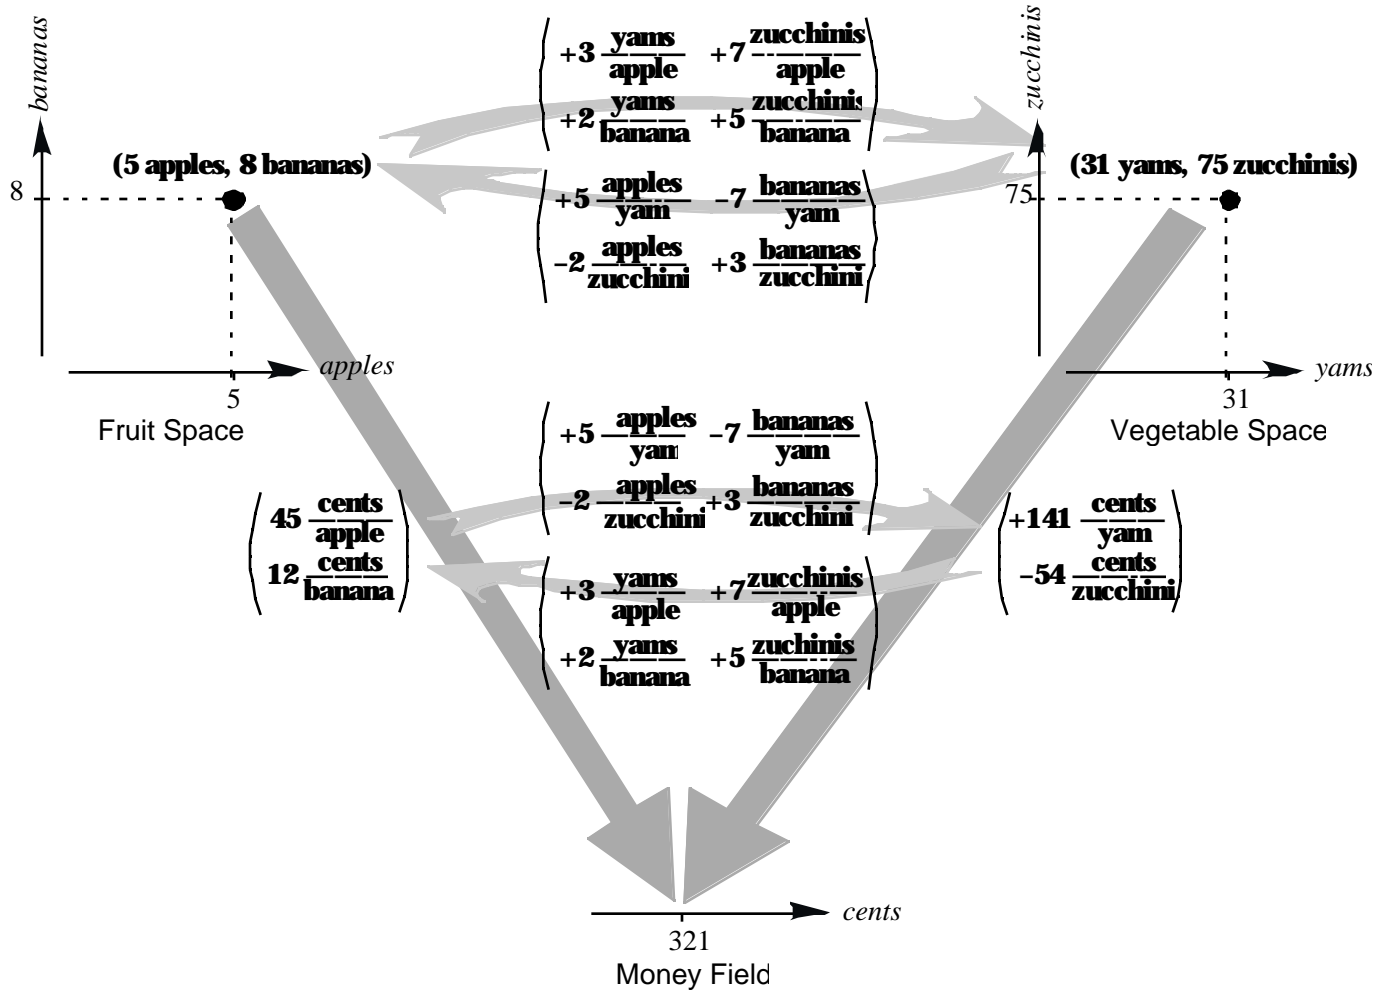 bananas
(5 apples, 8 bananas)
8
5
apples
Fruit Space
+3 yams/apple +7 zucchinis/apple
+2 yams/banana +5 zucchinis/banana
+5 apples/yam –7 bananas/yam
–2 apples/zucchini +3 bananas/zucchini
zucchinis
(31 yams, 75 zucchinis)
75
31
yams
Vegetable Space
+5 apples/yam –7 bananas/yam
–2 apples/zucchini +3 bananas/zucchini
45 cents/apple
12 cents/banana
+3 yams/apple +7 zucchinis/apple
+2 yams/banana +5 zuchinis/banana
+141 cents/yam
–54 cents/zucchini
cents
321
Money Field